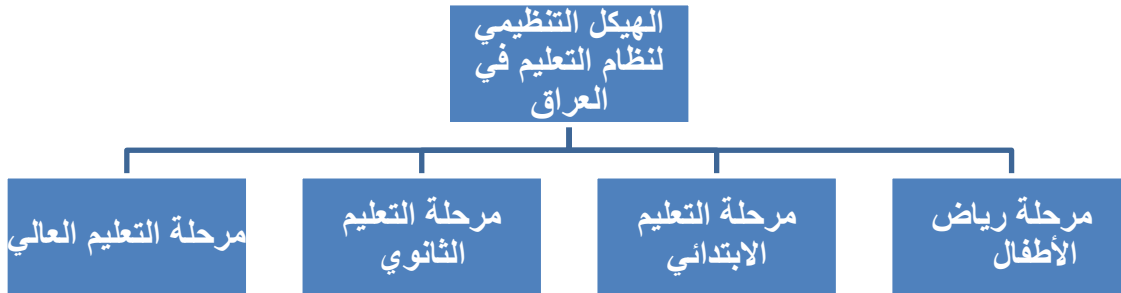 الهيكل التنظيمي
لنظام التعليم في
العراق
مرحلة رياض
الأطفال
مرحلة التعليم
الابتدائي
مرحلة التعليم
الثانوي
مرحلة التعليم العالي